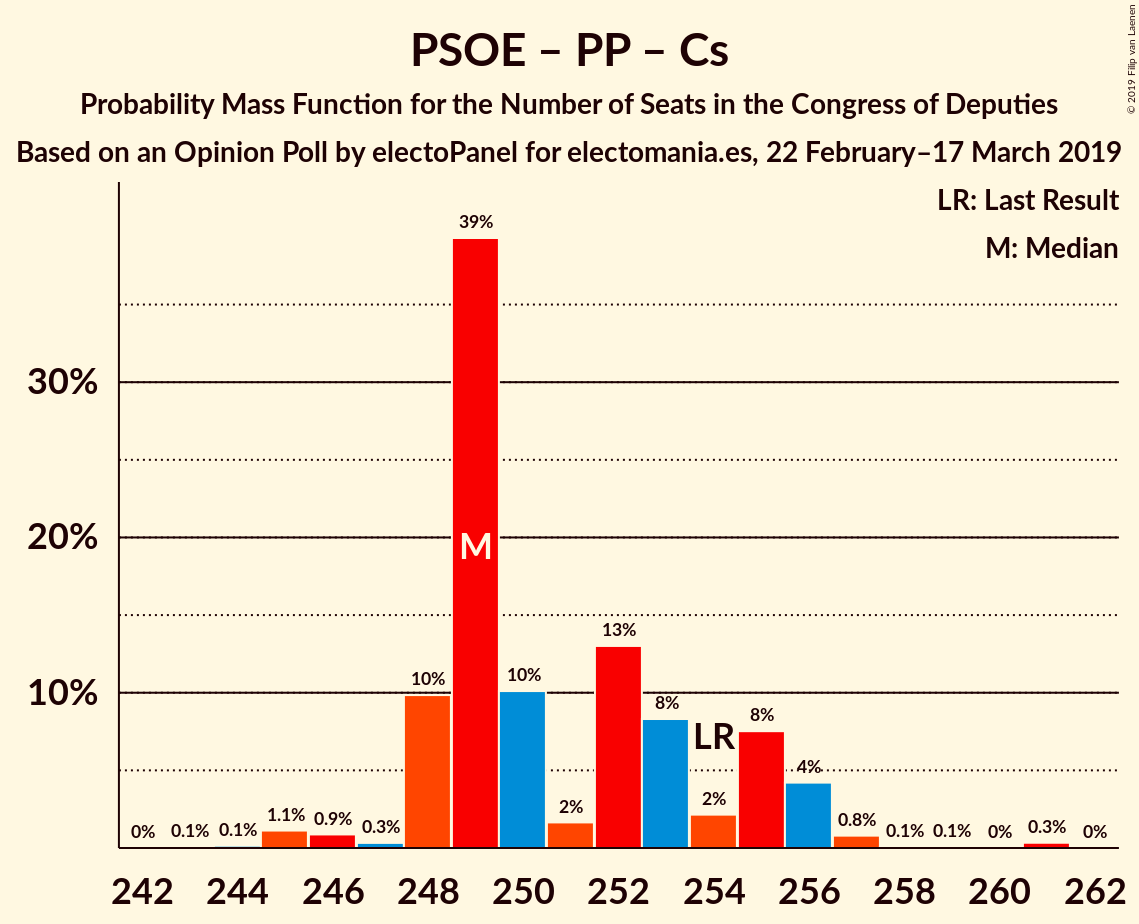 PSOE – PP – Cs
Probability Mass Function for the Number of Seats in the Congress of Deputies
Based on an Opinion Poll by electoPanel for electomania.es, 22 February–17 March 2019
© 2019 Filip van Laenen
LR: Last Result
M: Median
39%
30%
20%
M
13%
10%
10%
10%
8%
8%
LR
4%
2%
2%
0%
0.1%
0.1%
1.1%
0.9%
0.3%
0.8%
0.1%
0.1%
0%
0.3%
0%
242 244 246 248 250 252 254 256 258 260 262